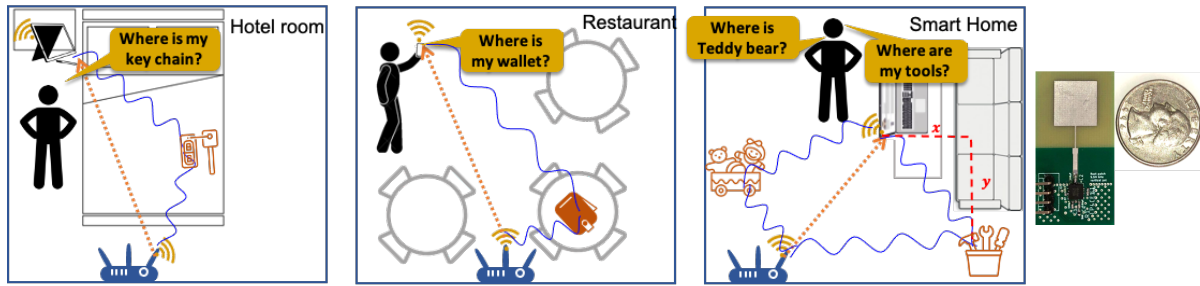 Hotel room
Where is my
key chain?
Restaurant
Where is
my wallet?
Smart Home
Where is
Teddy bear?
Where are
my tools?
x
y